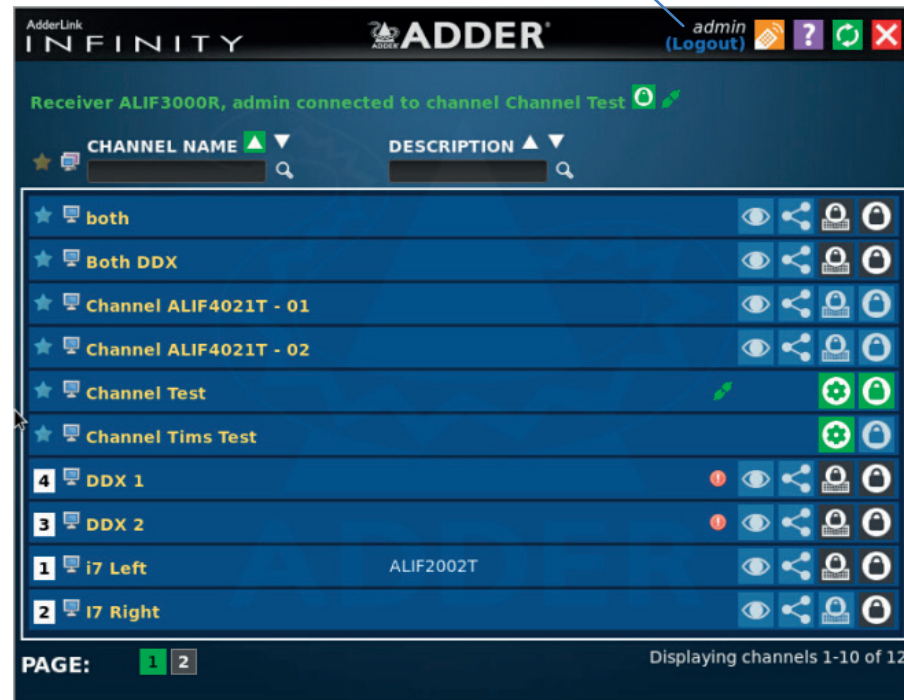 AdderLink
INFINITY
ADDER
ADDER®
admin
(Logout)
?
Receiver ALIF3000R, admin connected to channel Channel Test
CHANNEL NAME
DESCRIPTION
both
Both DDX
Channel ALIF4021T - 01
Channel ALIF4021T - 02
Channel Test
Channel Tims Test
4 DDX 1
3 DDX 2
1 i7 Left ALIF2002T
2 I7 Right
ADDER
PAGE: 1 2
Displaying channels 1-10 of 12